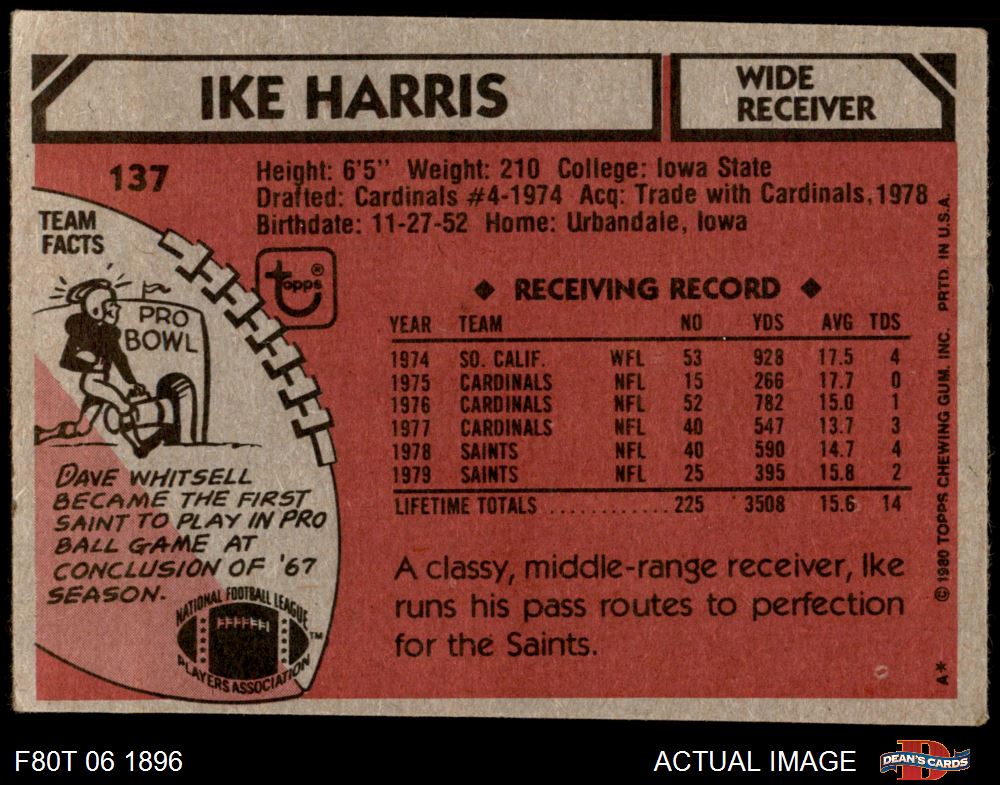 IKE HARRIS
WIDE
RECEIVER
137
Height: 6'5" Weight: 210 College: Iowa State
Drafted: Cardinals #4-1974 Acq: Trade with Cardinals, 1978
Birthdate: 11-27-52 Home: Urbandale, Iowa
TEAM
FACTS
PRO
BOWL
topps®
◆ RECEIVING RECORD ◆
YEAR TEAM NO YDS AVG TDS
1974 SO. CALIF. WFL 53 928 17.5 4
1975 CARDINALS NFL 15 266 17.7 0
1976 CARDINALS NFL 52 782 15.0 1
1977 CARDINALS NFL 40 547 13.7 3
1978 SAINTS NFL 40 590 14.7 4
1979 SAINTS NFL 25 395 15.8 2
LIFETIME TOTALS ............ 225 3508 15.6 14
DAVE WHITSELL
BECAME THE FIRST
SAINT TO PLAY IN PRO
BALL GAME AT
CONCLUSION OF '67
SEASON.
NATIONAL FOOTBALL LEAGUE
PLAYERS ASSOCIATION
TM
A classy, middle-range receiver, Ike
runs his pass routes to perfection
for the Saints.
A* © 1980 TOPPS CHEWING GUM, INC. PRTD. IN U.S.A.
F80T 06 1896
ACTUAL IMAGE
DEAN'S CARDS